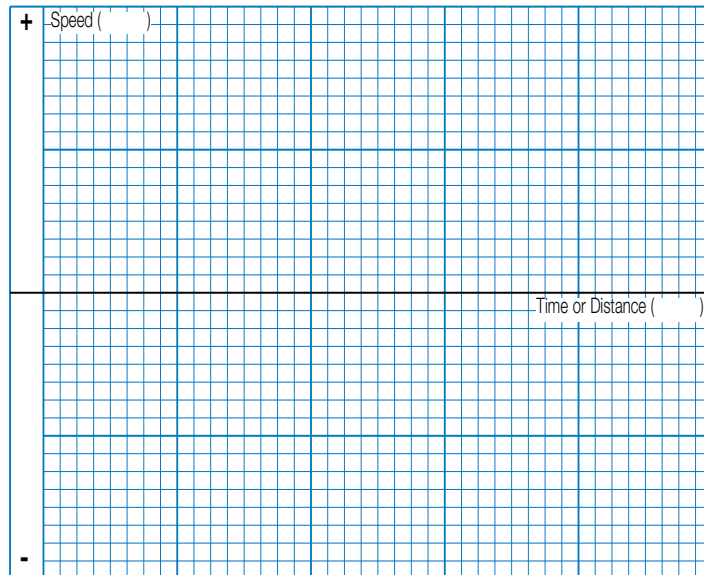 + Speed (     )
Time or Distance (     )
-